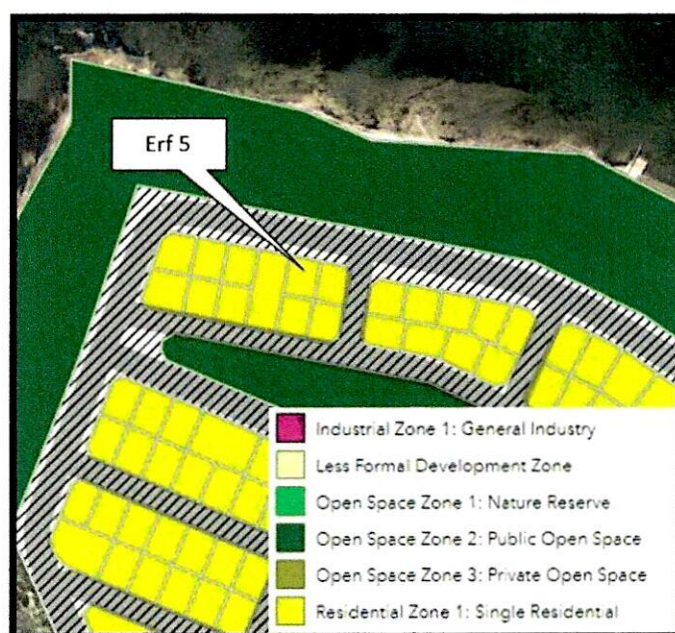 Erf 5
Industrial Zone 1: General Industry
Less Formal Development Zone
Open Space Zone 1: Nature Reserve
Open Space Zone 2: Public Open Space
Open Space Zone 3: Private Open Space
Residential Zone 1: Single Residential